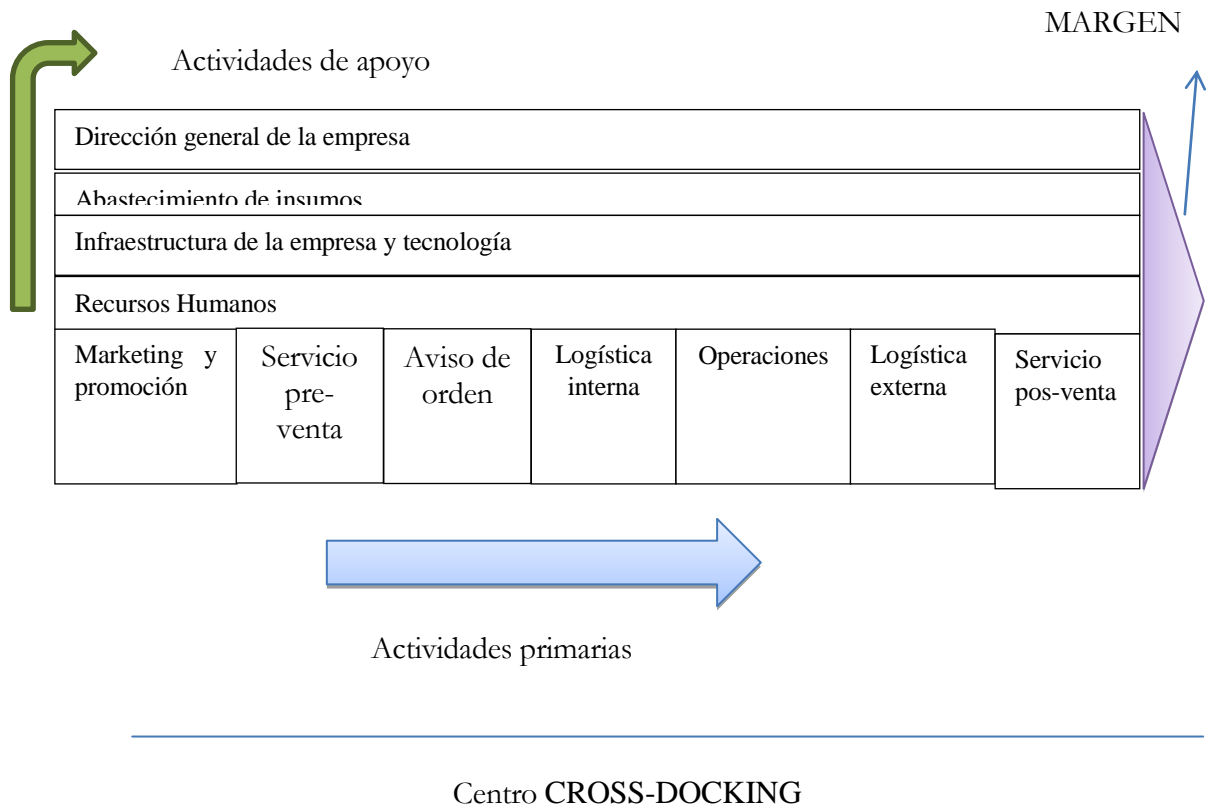 MARGEN
Actividades de apoyo
Dirección general de la empresa
Abastecimiento de insumos
Infraestructura de la empresa y tecnología
Recursos Humanos
Marketing y
promoción
Servicio
pre-
venta
Aviso de
orden
Logística
interna
Operaciones
Logística
externa
Servicio
pos-venta
Actividades primarias
Centro CROSS-DOCKING